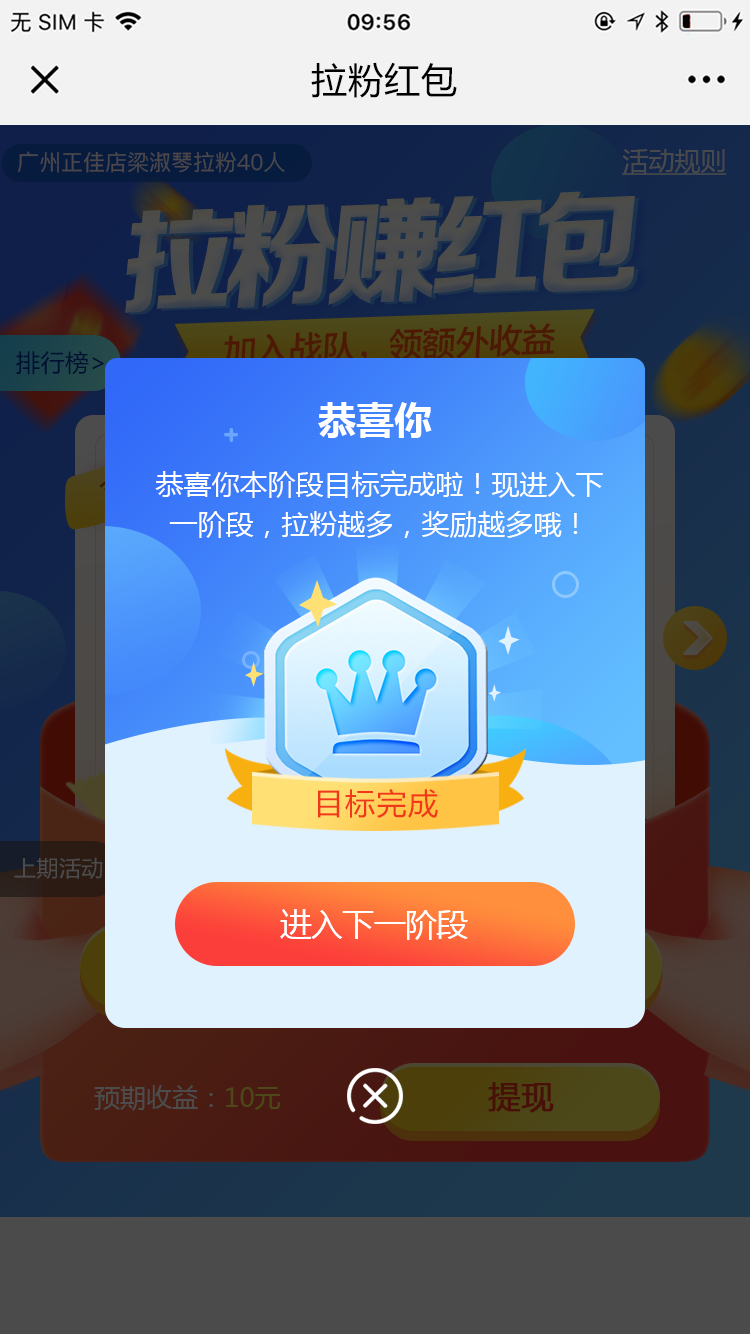 无 SIM 卡
09:56
拉粉红包
广州正佳店梁淑琴拉粉40人
活动规则
拉粉赚红包
加入战队，领额外收益
排行榜>
恭喜你
恭喜你本阶段目标完成啦！现进入下
一阶段，拉粉越多，奖励越多哦！
目标完成
上期活动
进入下一阶段
预期收益：10元
提现